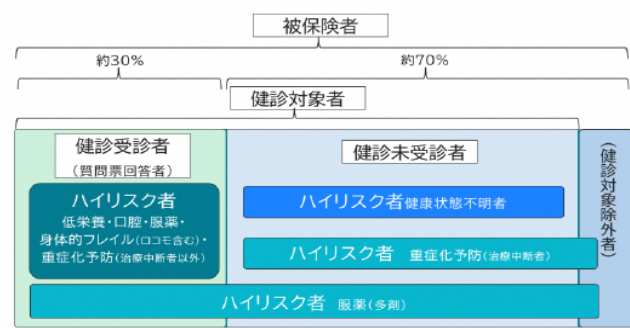 被保険者
約30%
約70%
健診対象者
健診受診者
(質問票回答者)
健診未受診者
(健診対象除外者)
ハイリスク者
低栄養・口腔・服薬・
身体的フレイル(ロコモ含む)・
重症化予防(治療中断者以外)
ハイリスク者健康状態不明者
ハイリスク者 重症化予防(治療中断者)
ハイリスク者 服薬(多剤)